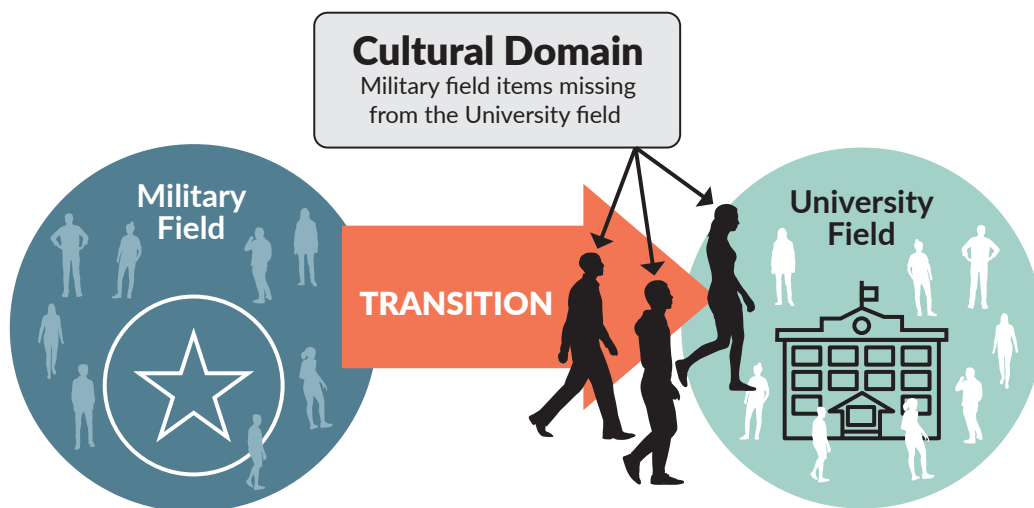 Cultural Domain
Military field items missing
from the University field
Military
Field
TRANSITION
University
Field